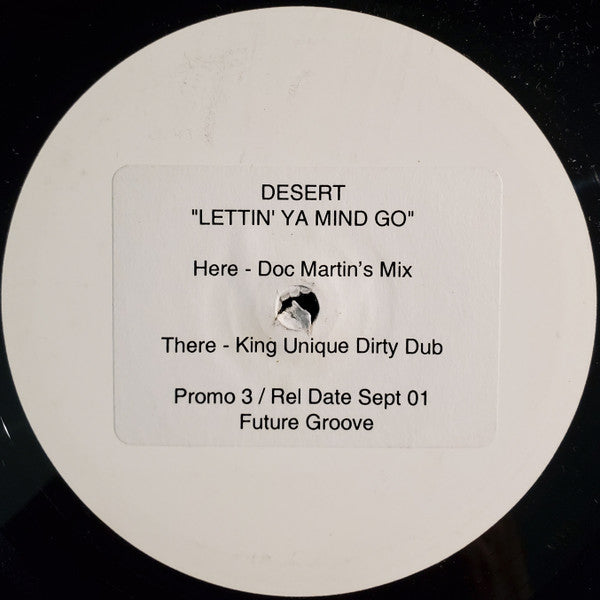 DESERT
"LETTIN' YA MIND GO"
Here - Doc Martin's Mix
There - King Unique Dirty Dub
Promo 3 / Rel Date Sept 01
Future Groove